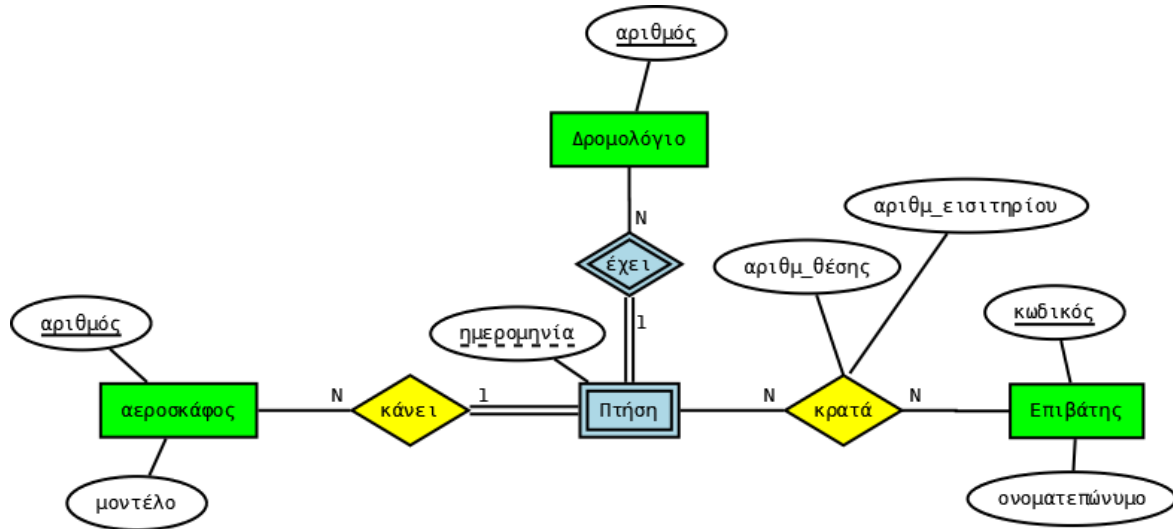 αριθμός
Δρομολόγιο
N
αριθμ_εισιτηρίου
έχει
αριθμ_θέσης
αριθμός
ημερομηνία
1
κωδικός
αεροσκάφος
N
κάνει
1
Πτήση
N
κρατά
N
Επιβάτης
μοντέλο
ονοματεπώνυμο